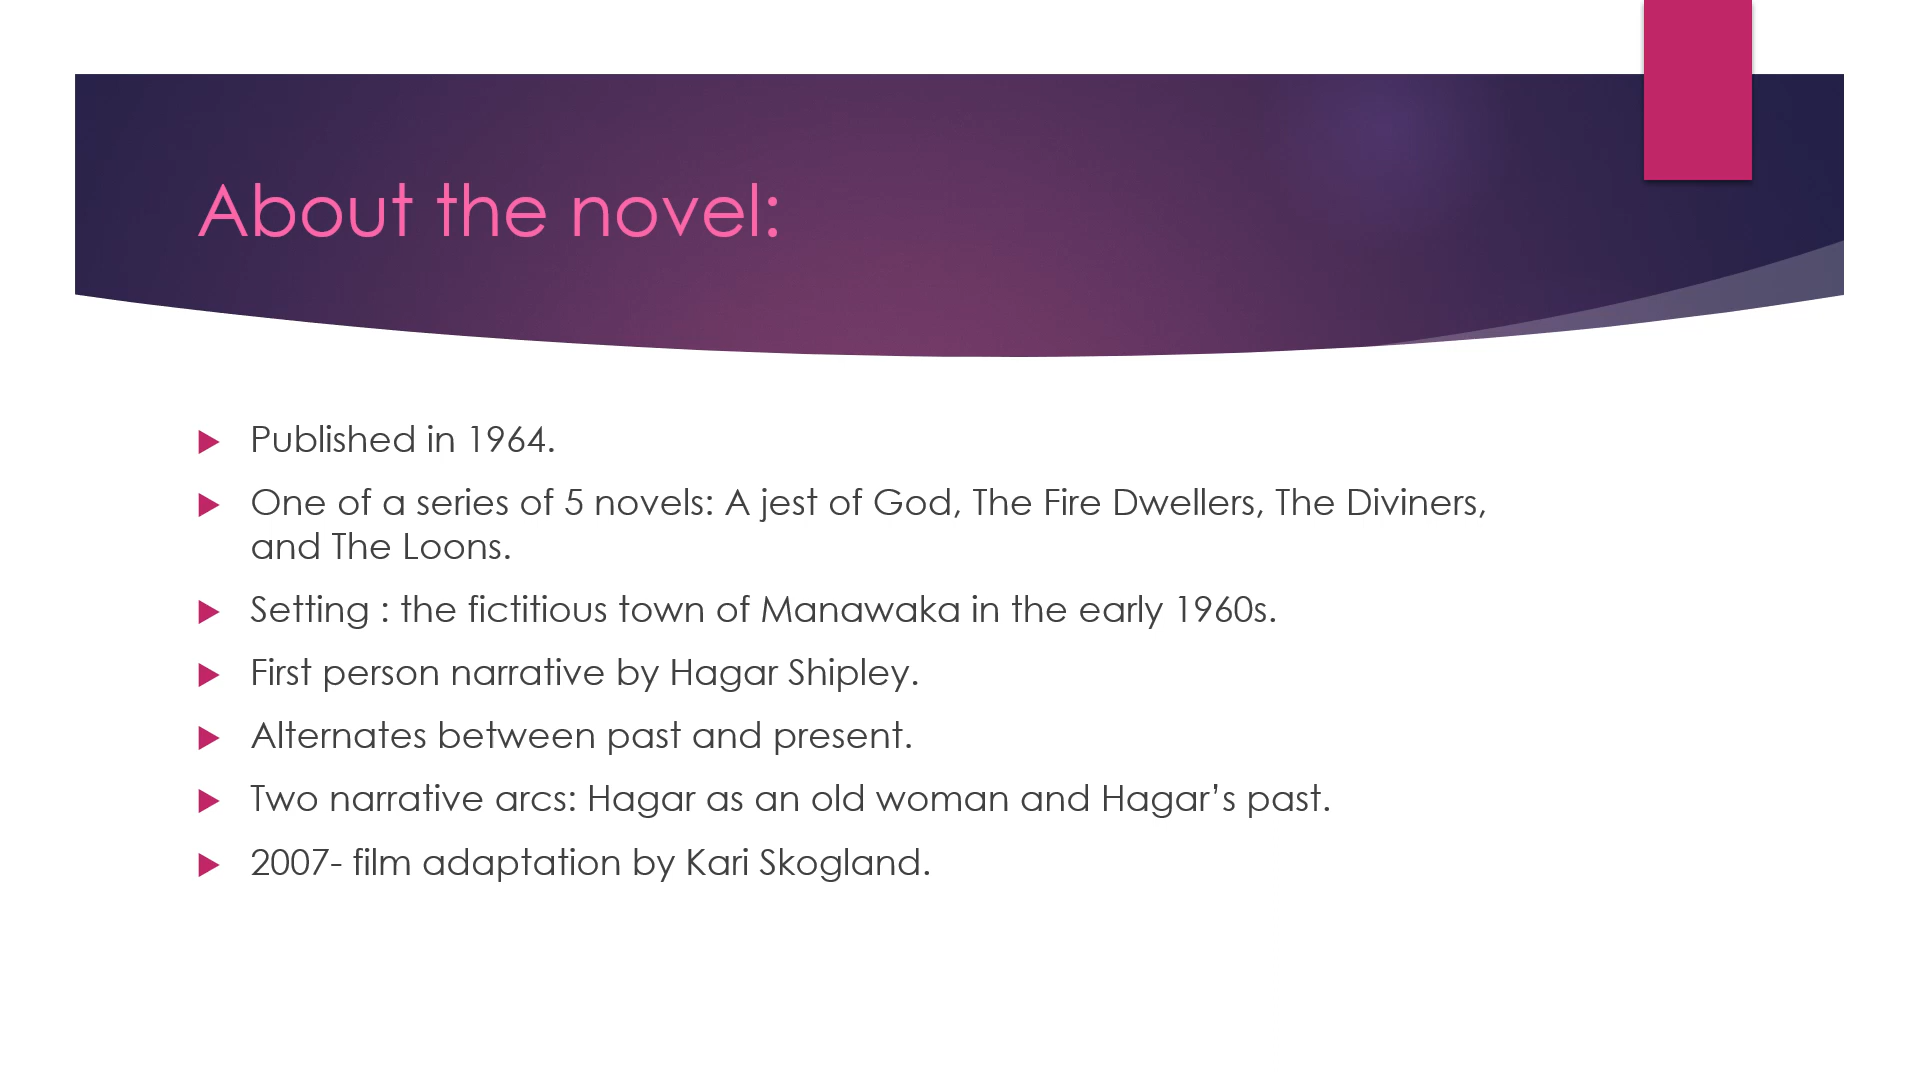 About the novel:
Published in 1964.
One of a series of 5 novels: A jest of God, The Fire Dwellers, The Diviners,
and The Loons.
Setting : the fictitious town of Manawaka in the early 1960s.
First person narrative by Hagar Shipley.
Alternates between past and present.
Two narrative arcs: Hagar as an old woman and Hagar’s past.
2007- film adaptation by Kari Skogland.